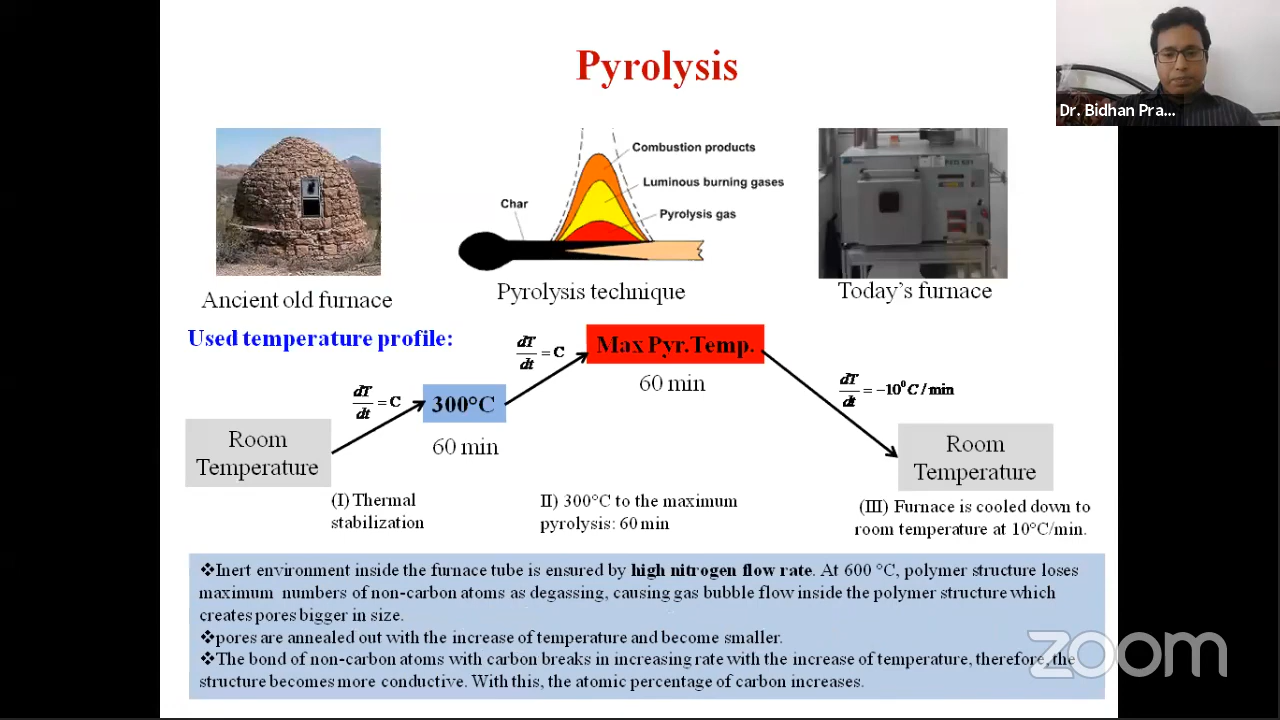 Pyrolysis
Dr. Bidhan Pra...
Combustion products
Luminous burning gases
Pyrolysis gas
Char
Ancient old furnace
Pyrolysis technique
Today's furnace
Used temperature profile:
dT/dt = C
Max Pyr.Temp.
60 min
dT/dt = C
300°C
60 min
dT/dt = −10⁰C / min
Room
Temperature
Room
Temperature
(I) Thermal
stabilization
II) 300°C to the maximum
pyrolysis: 60 min
(III) Furnace is cooled down to
room temperature at 10°C/min.
❖Inert environment inside the furnace tube is ensured by high nitrogen flow rate. At 600 °C, polymer structure loses
maximum numbers of non-carbon atoms as degassing, causing gas bubble flow inside the polymer structure which
creates pores bigger in size.
❖pores are annealed out with the increase of temperature and become smaller.
❖The bond of non-carbon atoms with carbon breaks in increasing rate with the increase of temperature, therefore, the
structure becomes more conductive. With this, the atomic percentage of carbon increases.
zoom